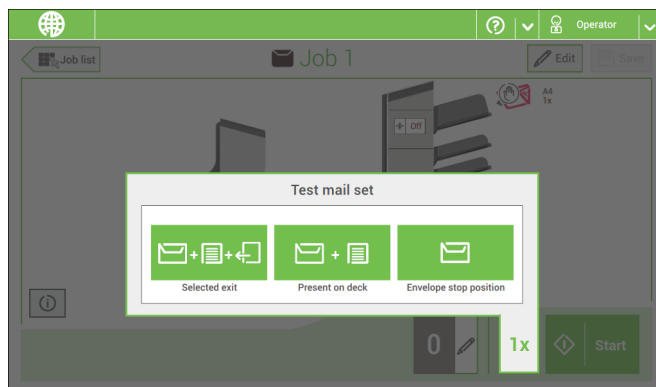 Operator
Job list
Job 1
Edit
Save
A4
1x
Off
Test mail set
Selected exit
Present on deck
Envelope stop position
0
1x
Start